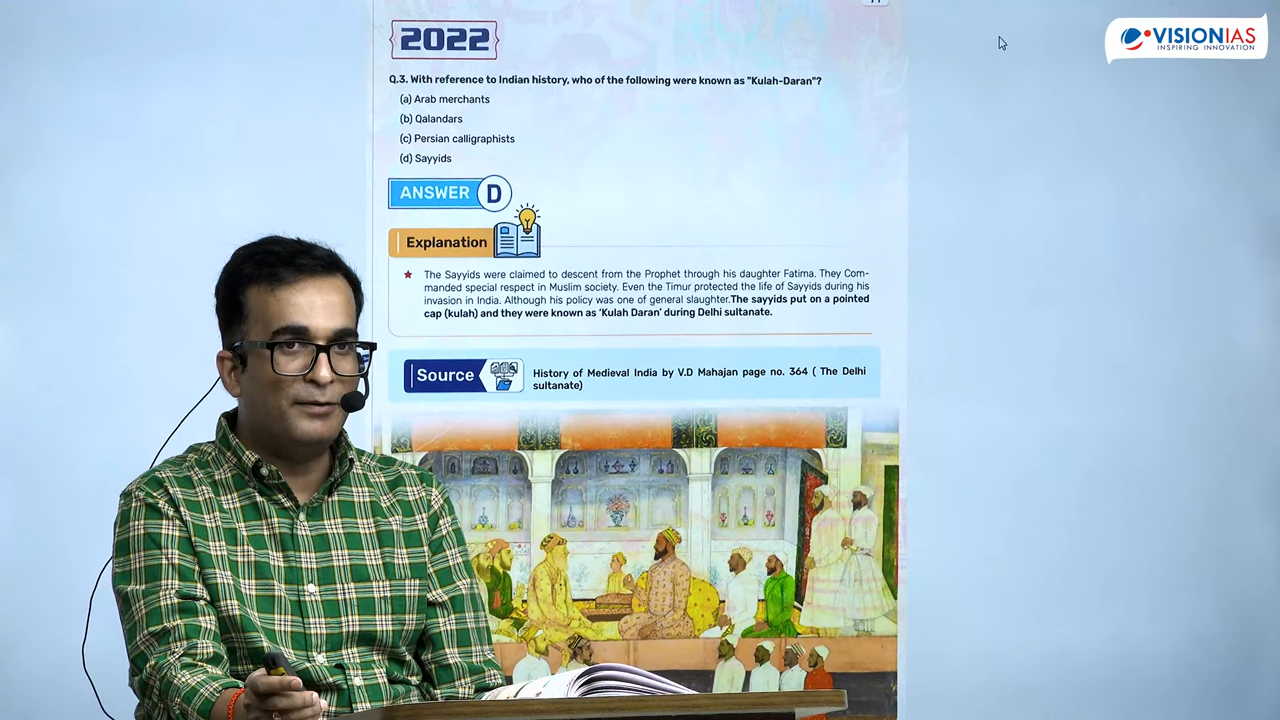 VISIONIAS
INSPIRING INNOVATION
2022
Q.3. With reference to Indian history, who of the following were known as "Kulah-Daran"?
(a) Arab merchants
(b) Qalandars
(c) Persian calligraphists
(d) Sayyids
ANSWER D
Explanation
The Sayyids were claimed to descent from the Prophet through his daughter Fatima. They Com-
manded special respect in Muslim society. Even the Timur protected the life of Sayyids during his
invasion in India. Although his policy was one of general slaughter.The sayyids put on a pointed
cap (kulah) and they were known as ‘Kulah Daran’ during Delhi sultanate.
Source
History of Medieval India by V.D Mahajan page no. 364 ( The Delhi
sultanate)